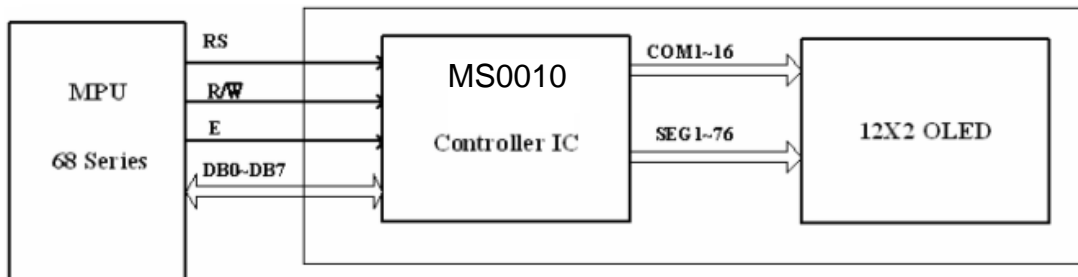 MPU
68 Series
RS
R/W̅
E
DB0~DB7
MS0010
Controller IC
COM1~16
SEG1~76
12X2 OLED